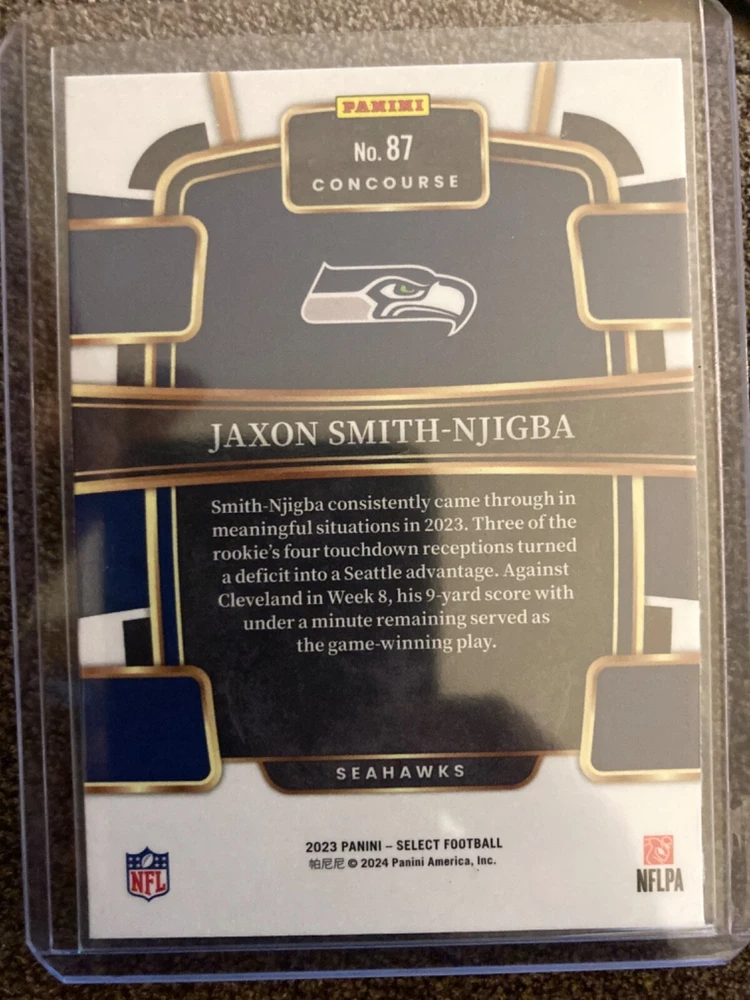 PANINI
No. 87
CONCOURSE
JAXON SMITH-NJIGBA
Smith-Njigba consistently came through in
meaningful situations in 2023. Three of the
rookie's four touchdown receptions turned
a deficit into a Seattle advantage. Against
Cleveland in Week 8, his 9-yard score with
under a minute remaining served as
the game-winning play.
SEAHAWKS
2023 PANINI – SELECT FOOTBALL
帕尼尼 © 2024 Panini America, Inc.
NFL
NFLPA